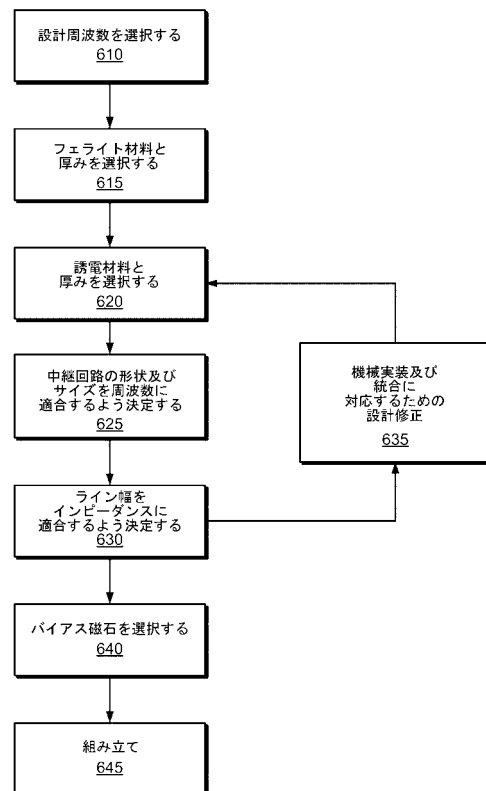 設計周波数を選択する
610
フェライト材料と
厚みを選択する
615
誘電材料と
厚みを選択する
620
中継回路の形状及び
サイズを周波数に
適合するよう決定する
625
ライン幅を
インピーダンスに
適合するよう決定する
630
機械実装及び
統合に
対応するための
設計修正
635
バイアス磁石を選択する
640
組み立て
645